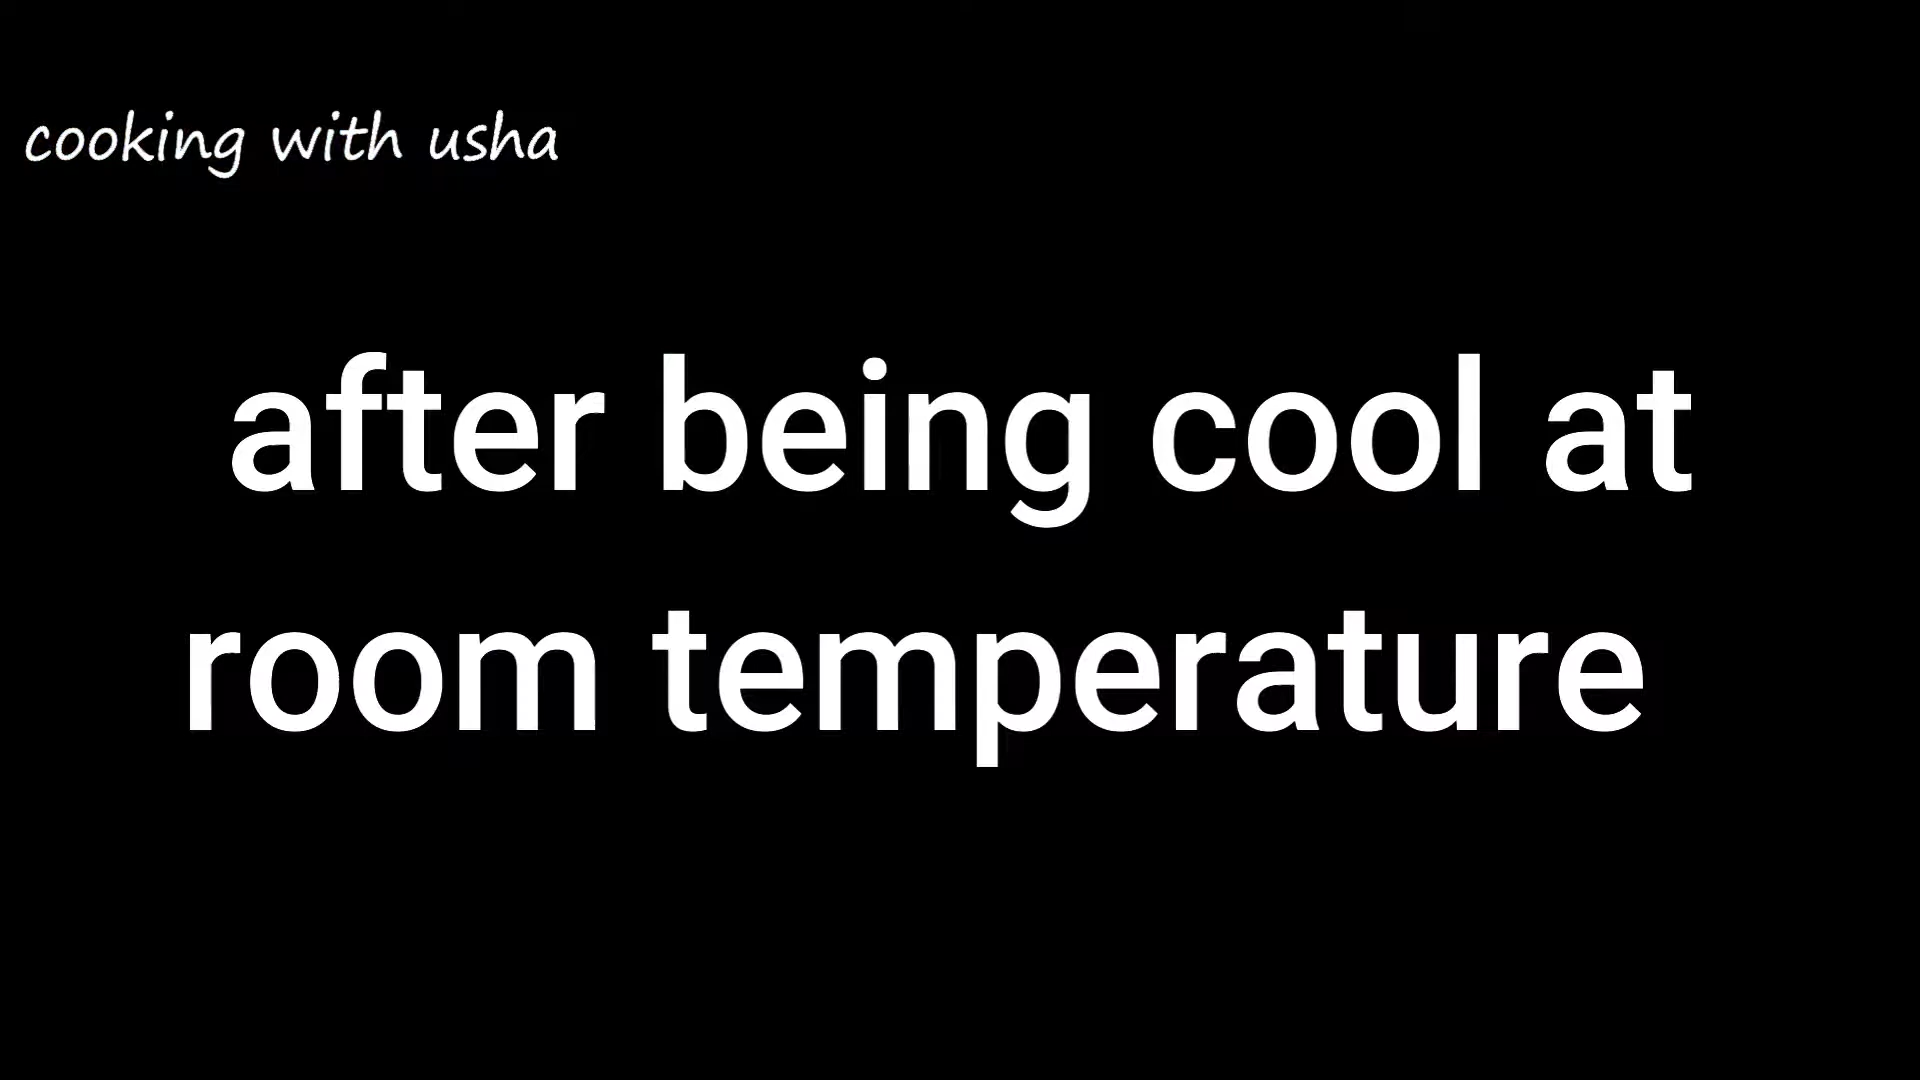 cooking with usha
after being cool at
room temperature